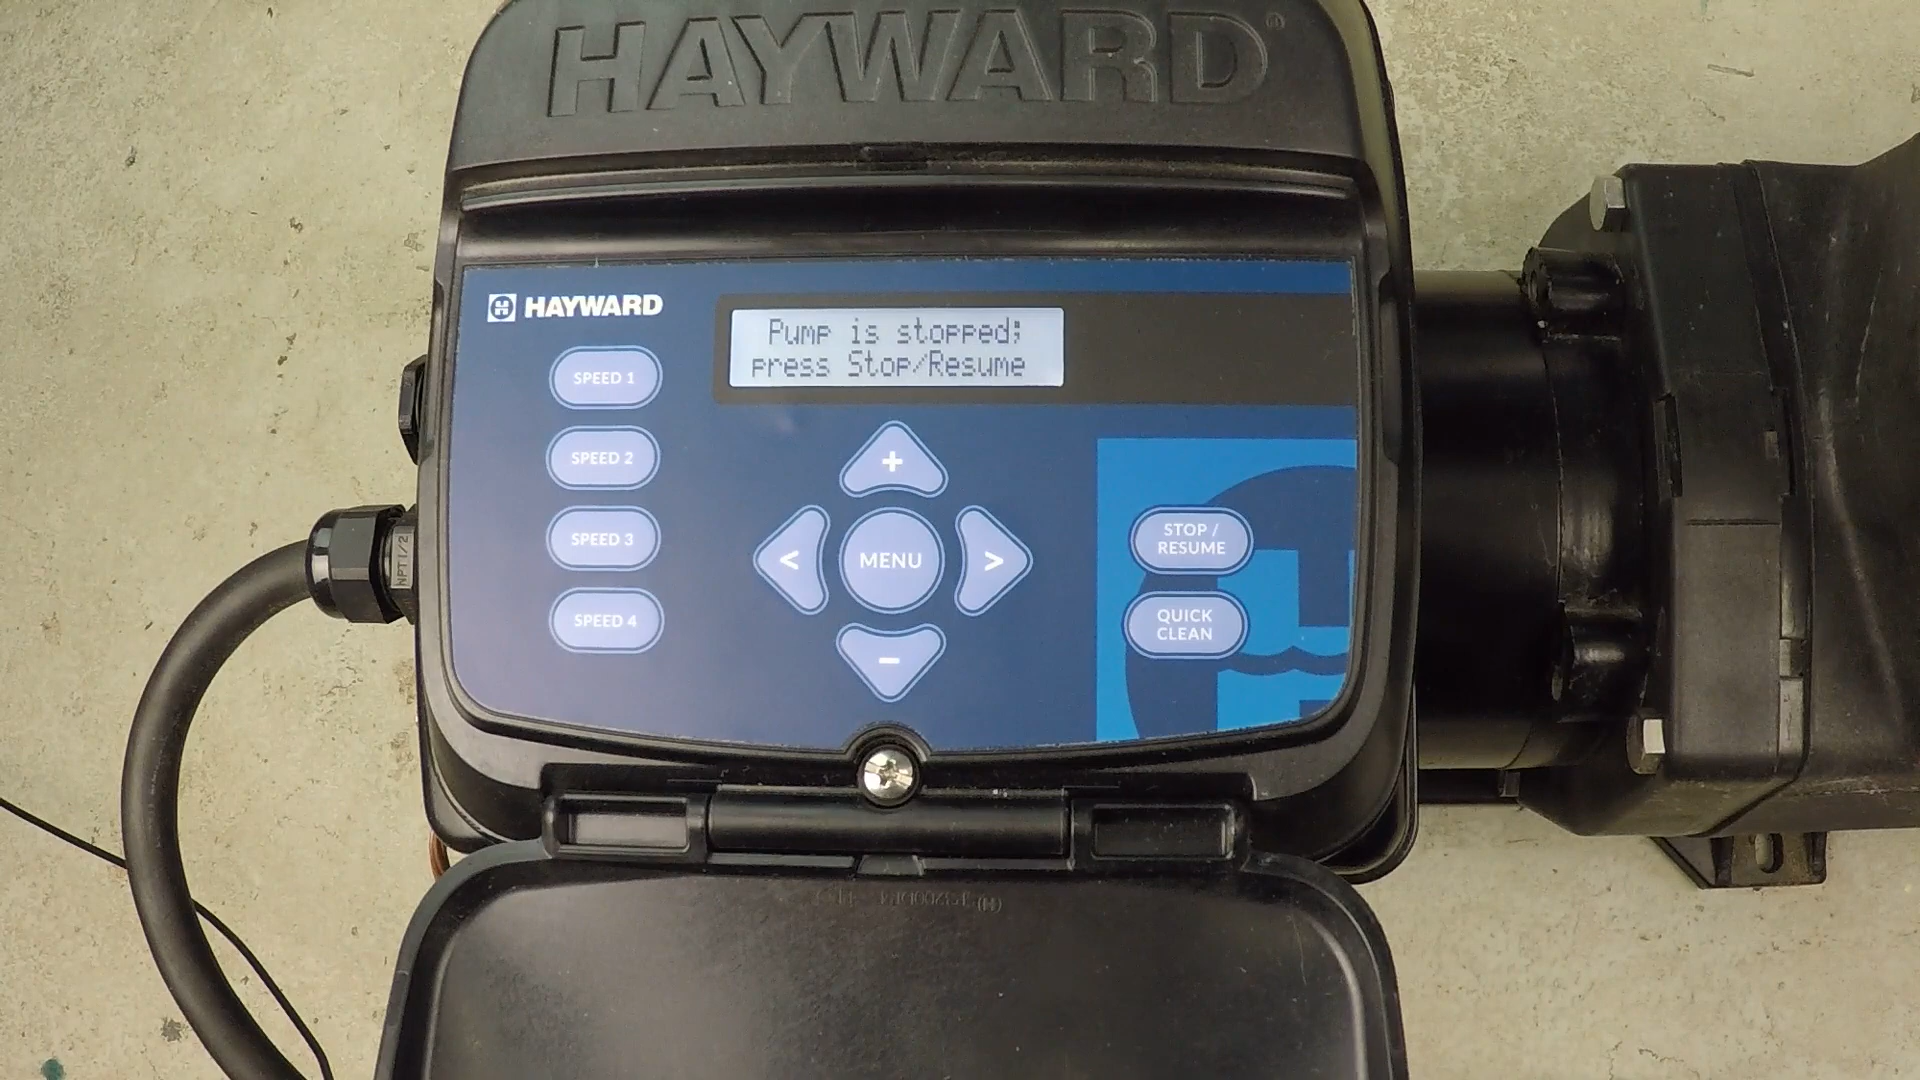 HAYWARD®
HAYWARD
Pump is stopped;
press Stop/Resume
SPEED 1
SPEED 2
SPEED 3
SPEED 4
+
<
MENU
>
-
STOP /
RESUME
QUICK
CLEAN
NPT1/2